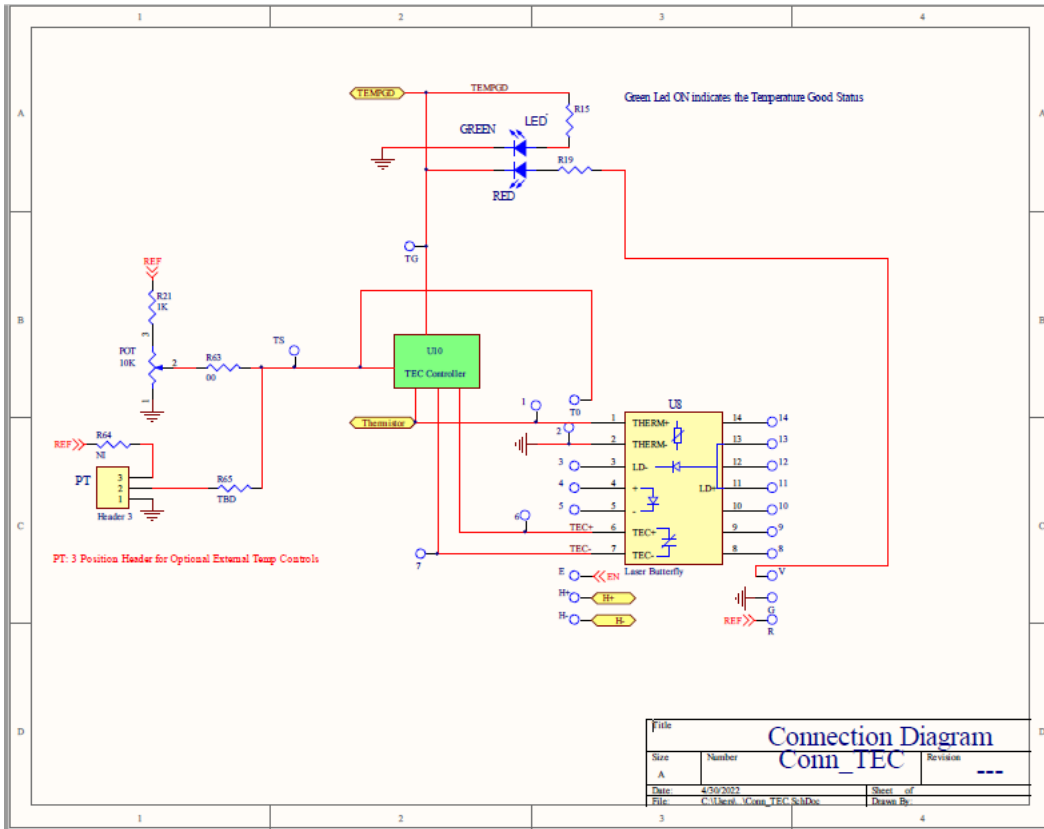 1 2 3 4
A A
TEMPGD TEMPGD
Green Led ON indicates the Temperature Good Status
R15
LED
GREEN
R19
RED
TG
REF
R21
1K
B B
3
TS
U10
POT
10K
2
R63
00
TEC Controller
1
T0
1
U8
Thermistor
1 THERM+ 14 14
2
REF R64
NI
2 THERM- 13 13
3 3 LD- 12 12
PT
3
2
1
R65
TBD
4 4 + LD+ 11 11
5 5 - 10 10
Header 3
6
C C
TEC+ 6 TEC+ 9 9
TEC- 7 TEC- 8 8
7
PT: 3 Position Header for Optional External Temp Controls
Laser Butterfly
E EN V
H+ H+
G
H- H-
REF
R
D D
Title
Connection Diagram
Conn_TEC
Size
A
Number
Revision
---
Date: 4/30/2022 Sheet of
File: C:\Users\..\Conn_TEC.SchDoc Drawn By:
1 2 3 4